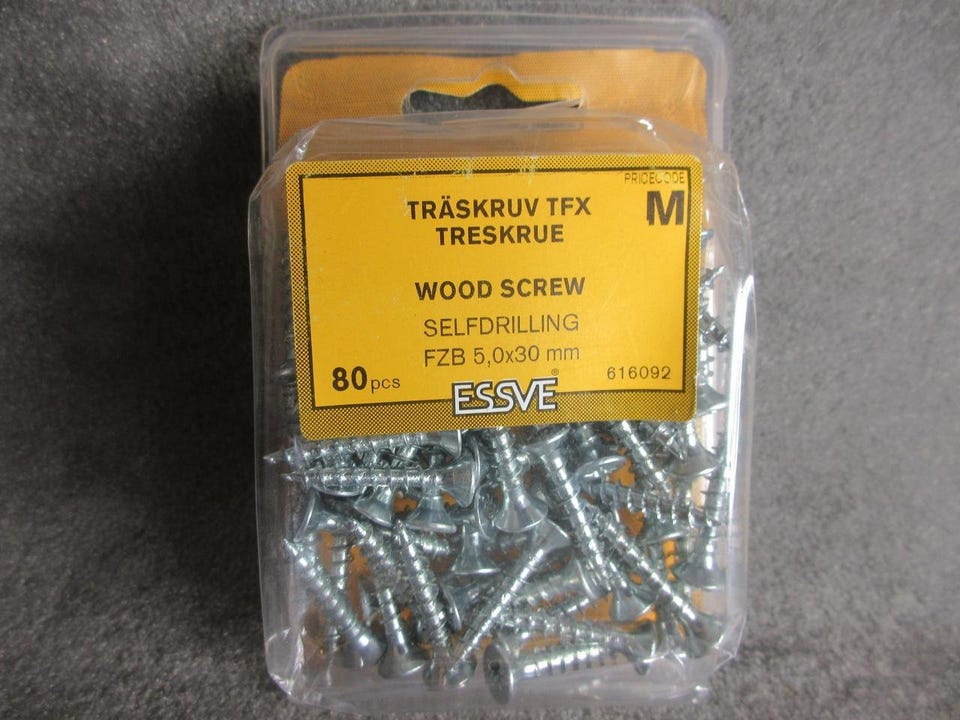 PRICECODE
M
TRÄSKRUV TFX
TRESKRUE
WOOD SCREW
SELFDRILLING
FZB 5,0x30 mm
80 pcs
616092
ESSVE®